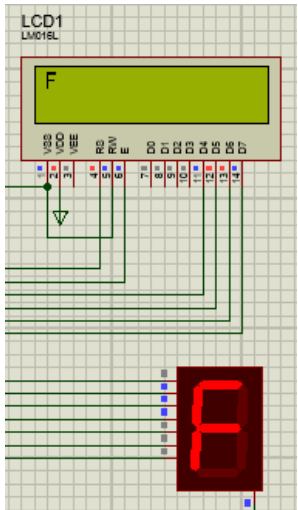 LCD1
LM016L
F
VSS VDD VEE RS RW E D0 D1 D2 D3 D4 D5 D6 D7
1 2 3 4 5 6 7 8 9 10 11 12 13 14
F